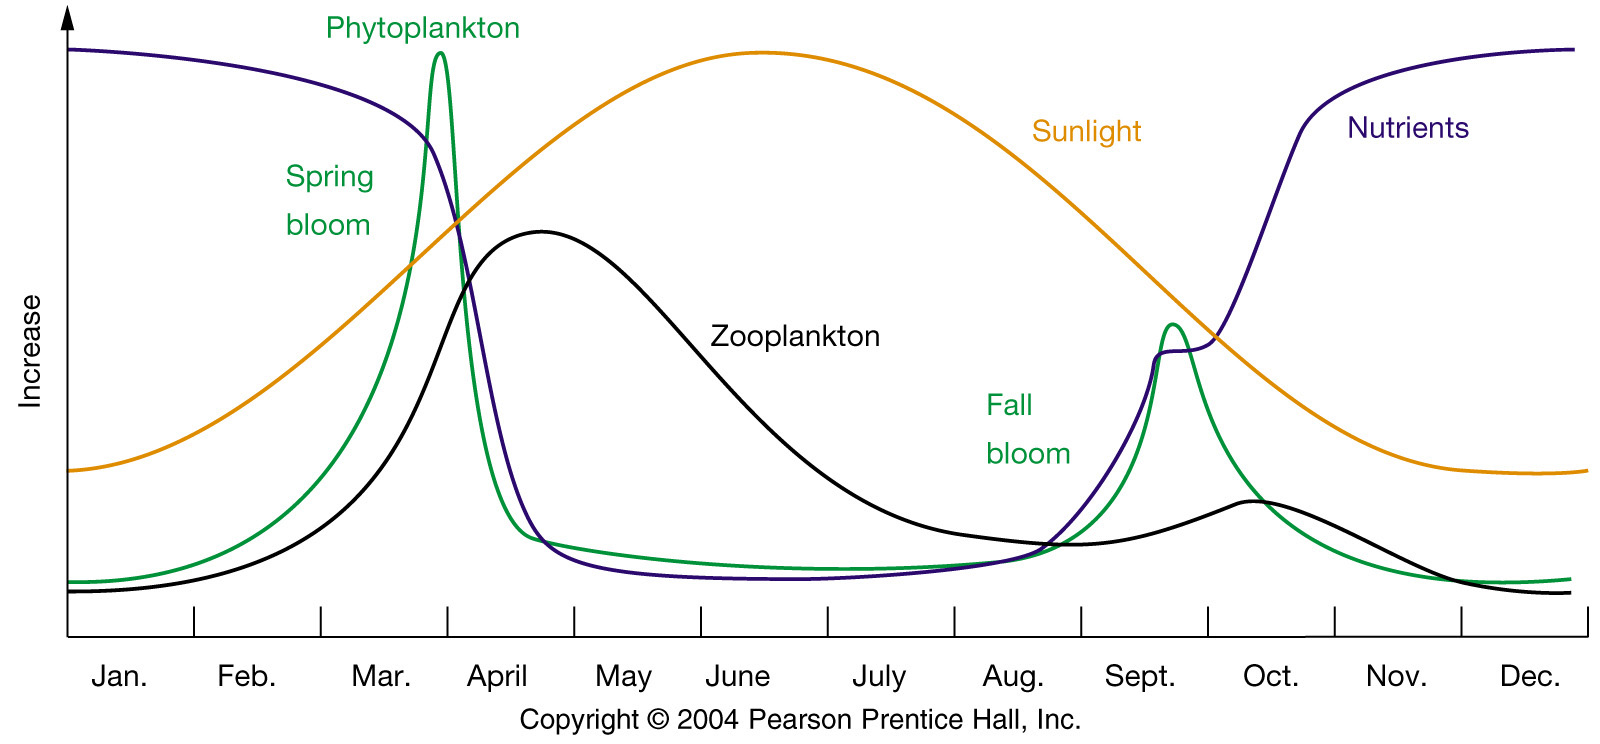 Phytoplankton
Sunlight
Nutrients
Spring
bloom
Increase
Zooplankton
Fall
bloom
Jan. Feb. Mar. April May June July Aug. Sept. Oct. Nov. Dec.
Copyright © 2004 Pearson Prentice Hall, Inc.